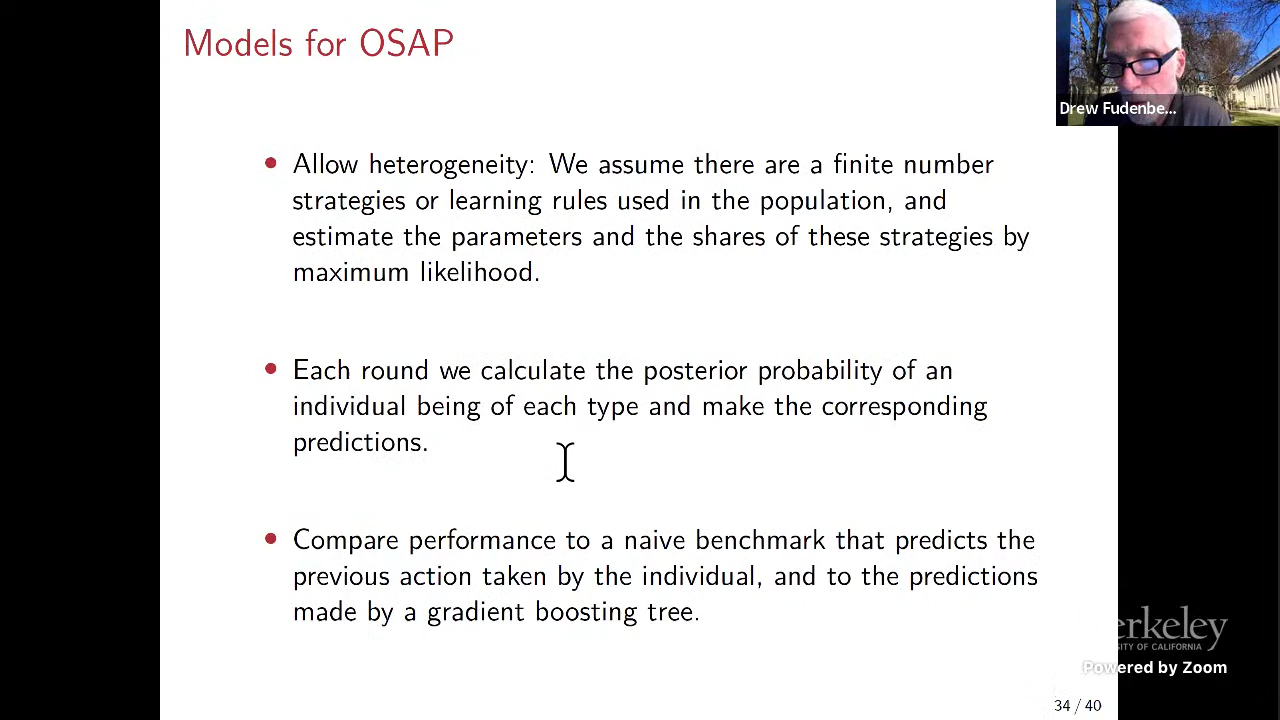 Models for OSAP
Drew Fudenbe...
• Allow heterogeneity: We assume there are a finite number
strategies or learning rules used in the population, and
estimate the parameters and the shares of these strategies by
maximum likelihood.
• Each round we calculate the posterior probability of an
individual being of each type and make the corresponding
predictions.
• Compare performance to a naive benchmark that predicts the
previous action taken by the individual, and to the predictions
made by a gradient boosting tree.
erkeley
SITY OF CALIFORNIA
Powered by Zoom
34 / 40